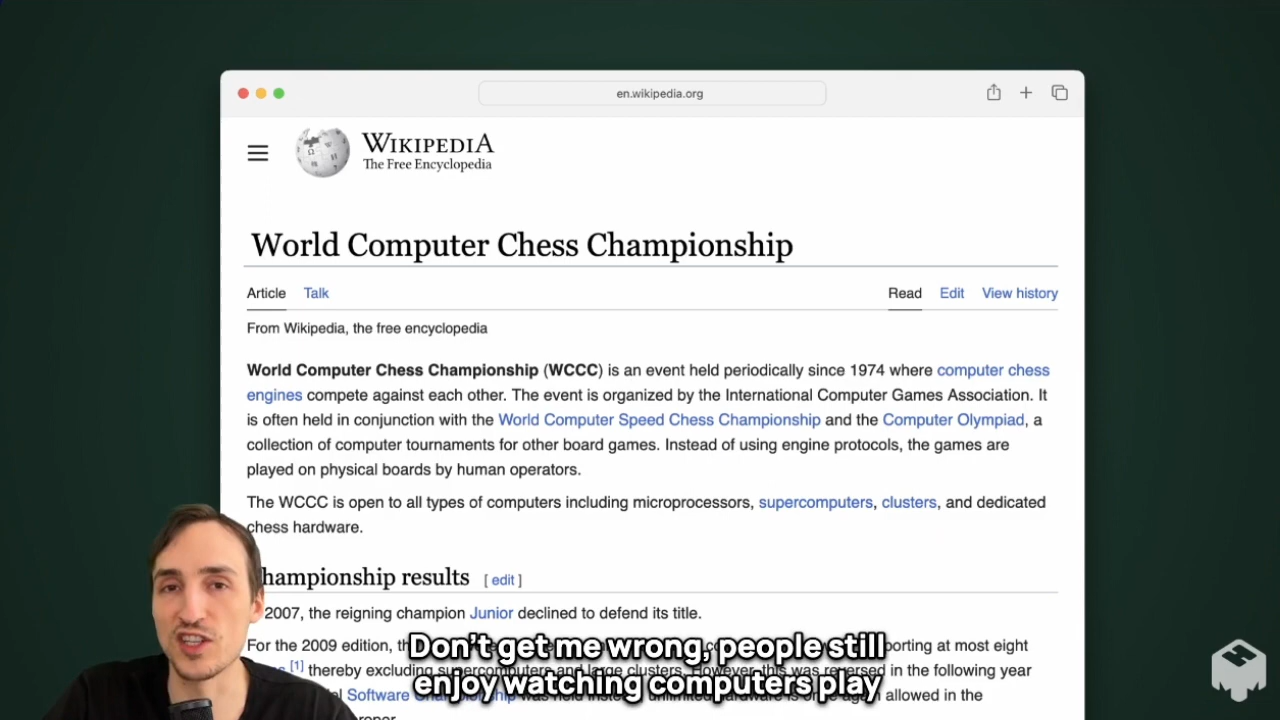 en.wikipedia.org
WIKIPEDIA
The Free Encyclopedia
World Computer Chess Championship
Article Talk Read Edit View history
From Wikipedia, the free encyclopedia
World Computer Chess Championship (WCCC) is an event held periodically since 1974 where computer chess
engines compete against each other. The event is organized by the International Computer Games Association. It
is often held in conjunction with the World Computer Speed Chess Championship and the Computer Olympiad, a
collection of computer tournaments for other board games. Instead of using engine protocols, the games are
played on physical boards by human operators.
The WCCC is open to all types of computers including microprocessors, supercomputers, clusters, and dedicated
chess hardware.
hampionship results [ edit ]
2007, the reigning champion Junior declined to defend its title.
For the 2009 edition, porting at most eight
[1] thereby excluding supercomputers and large clusters. However, this was reversed in the following year
Software allowed in the
Don't get me wrong, people still
enjoy watching computers play